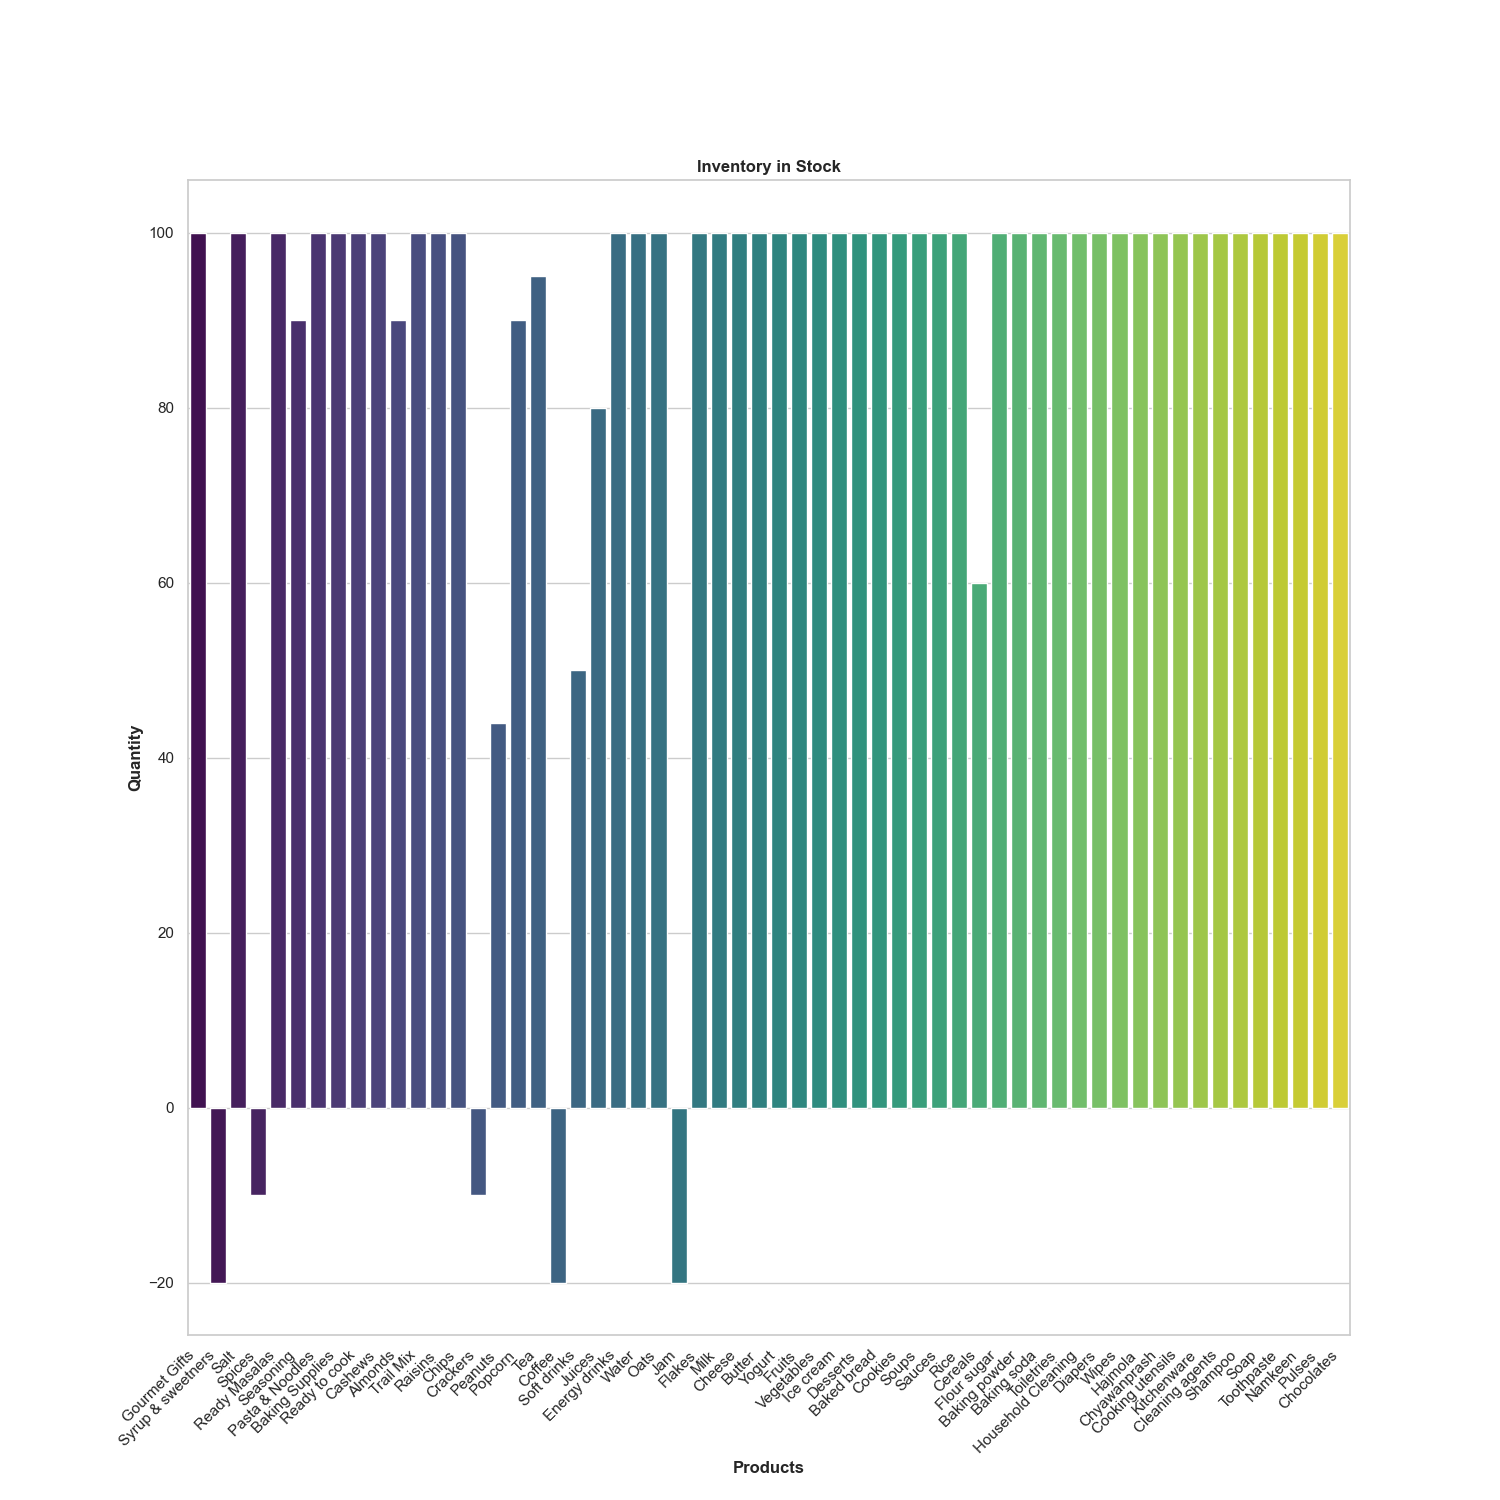 Inventory in Stock
100
80
60
40
20
0
−20
Quantity
Gourmet Gifts
Syrup & sweetners
Salt
Spices
Ready Masalas
Seasoning
Pasta & Noodles
Baking Supplies
Ready to cook
Cashews
Almonds
Trail Mix
Raisins
Chips
Crackers
Peanuts
Popcorn
Tea
Coffee
Soft drinks
Juices
Energy drinks
Water
Oats
Jam
Flakes
Milk
Cheese
Butter
Yogurt
Fruits
Vegetables
Ice cream
Desserts
Baked bread
Cookies
Soups
Sauces
Rice
Cereals
Flour sugar
Baking powder
Baking soda
Toiletries
Household Cleaning
Diapers
Wipes
Hajmola
Chyawanprash
Cooking utensils
Kitchenware
Cleaning agents
Shampoo
Soap
Toothpaste
Namkeen
Pulses
Chocolates
Products